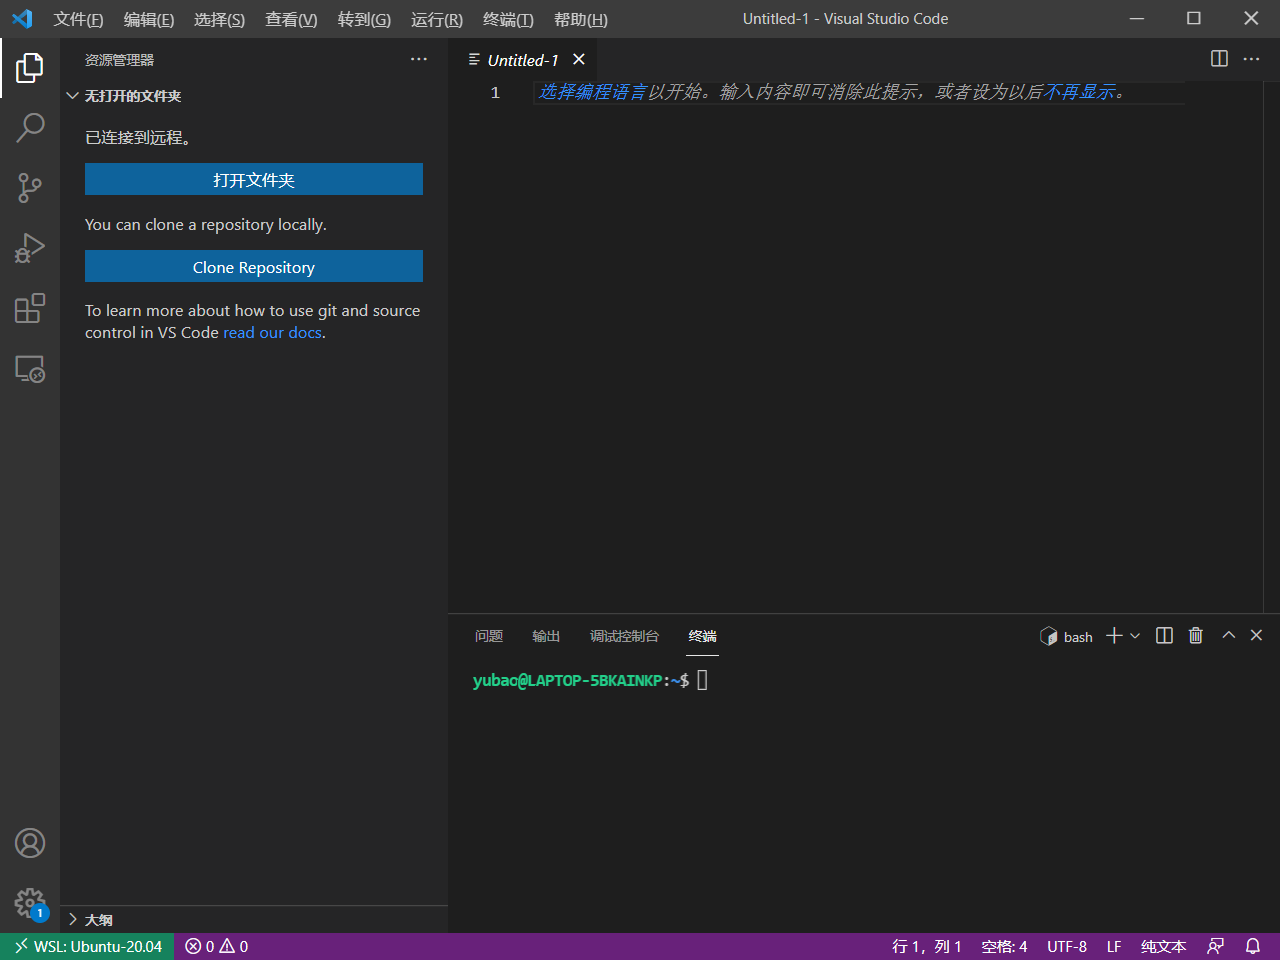 文件(F) 编辑(E) 选择(S) 查看(V) 转到(G) 运行(R) 终端(T) 帮助(H) Untitled-1 - Visual Studio Code
资源管理器
无打开的文件夹
已连接到远程。
打开文件夹
You can clone a repository locally.
Clone Repository
To learn more about how to use git and source
control in VS Code read our docs.
大纲
Untitled-1
1 选择编程语言以开始。输入内容即可消除此提示，或者设为以后不再显示。
问题 输出 调试控制台 终端 bash
yubao@LAPTOP-5BKAINKP:~$
1
WSL: Ubuntu-20.04 0 0 行 1，列 1 空格: 4 UTF-8 LF 纯文本